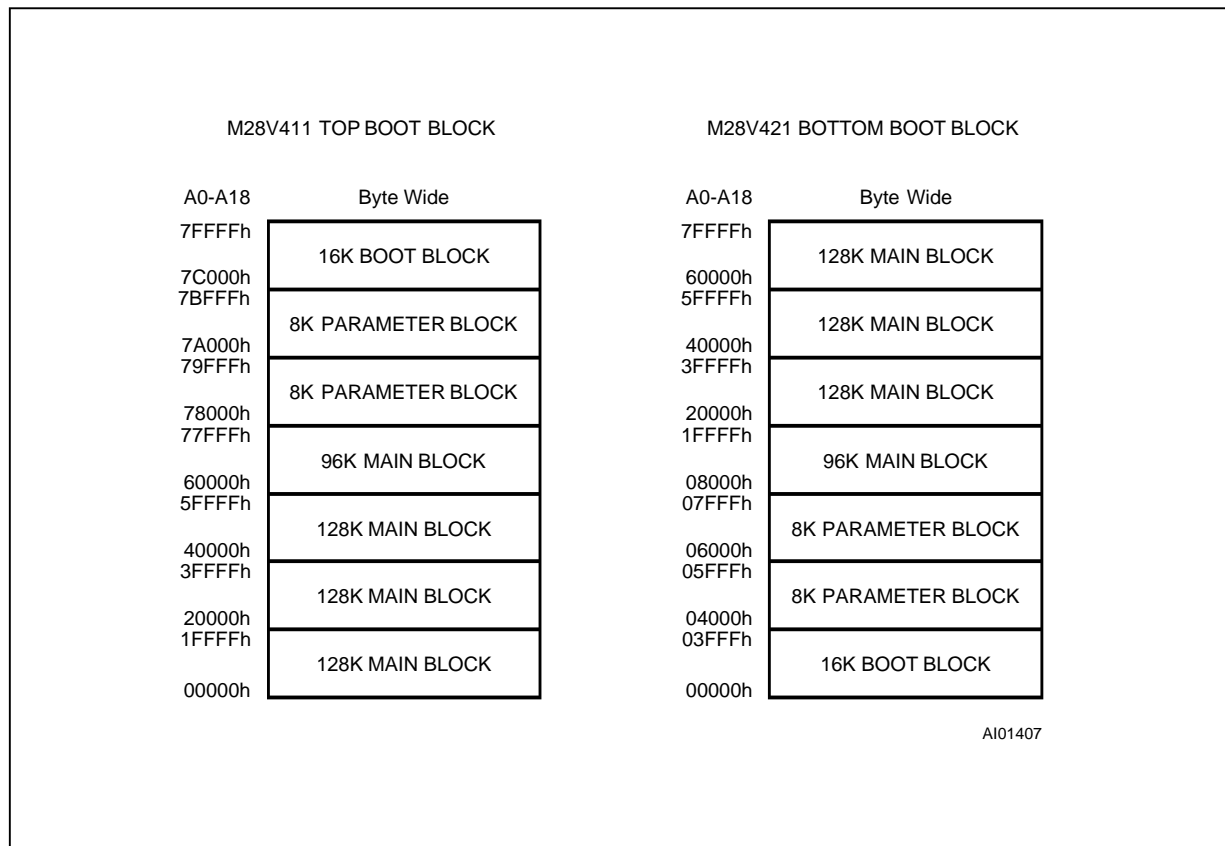 M28V411 TOP BOOT BLOCK
A0-A18 Byte Wide
7FFFFh
16K BOOT BLOCK
7C000h
7BFFFh
8K PARAMETER BLOCK
7A000h
79FFFh
8K PARAMETER BLOCK
78000h
77FFFh
96K MAIN BLOCK
60000h
5FFFFh
128K MAIN BLOCK
40000h
3FFFFh
128K MAIN BLOCK
20000h
1FFFFh
128K MAIN BLOCK
00000h
M28V421 BOTTOM BOOT BLOCK
A0-A18 Byte Wide
7FFFFh
128K MAIN BLOCK
60000h
5FFFFh
128K MAIN BLOCK
40000h
3FFFFh
128K MAIN BLOCK
20000h
1FFFFh
96K MAIN BLOCK
08000h
07FFFh
8K PARAMETER BLOCK
06000h
05FFFh
8K PARAMETER BLOCK
04000h
03FFFh
16K BOOT BLOCK
00000h
AI01407